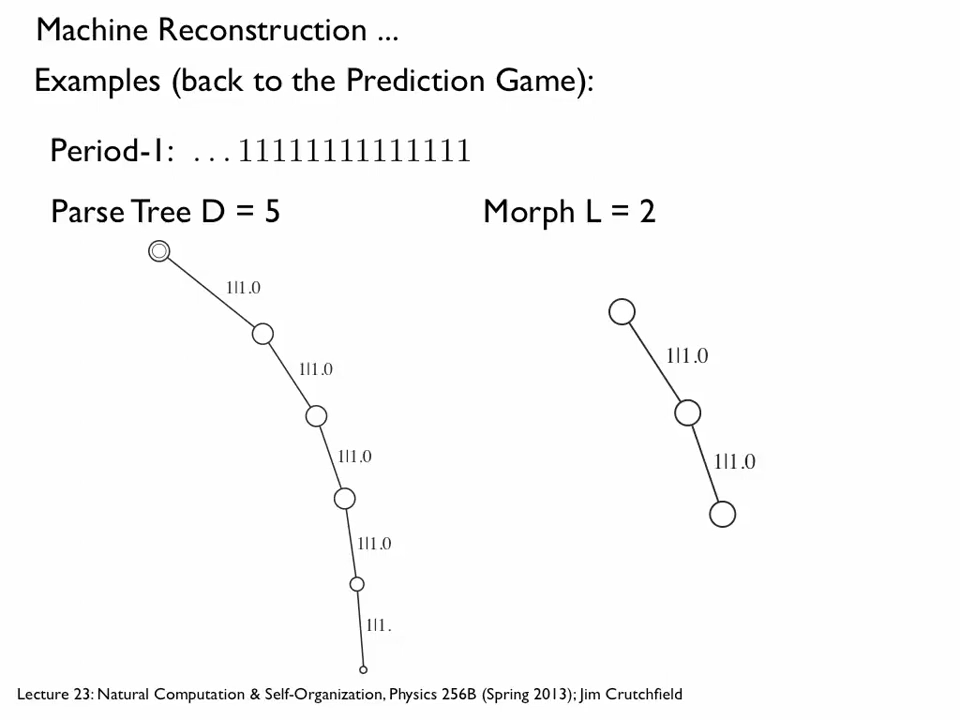 Machine Reconstruction ...
Examples (back to the Prediction Game):
Period-1: ...11111111111111
Parse Tree D = 5
Morph L = 2
1|1.0
1|1.0
1|1.0
1|1.0
1|1.
1|1.0
1|1.0
Lecture 23: Natural Computation & Self-Organization, Physics 256B (Spring 2013); Jim Crutchfield